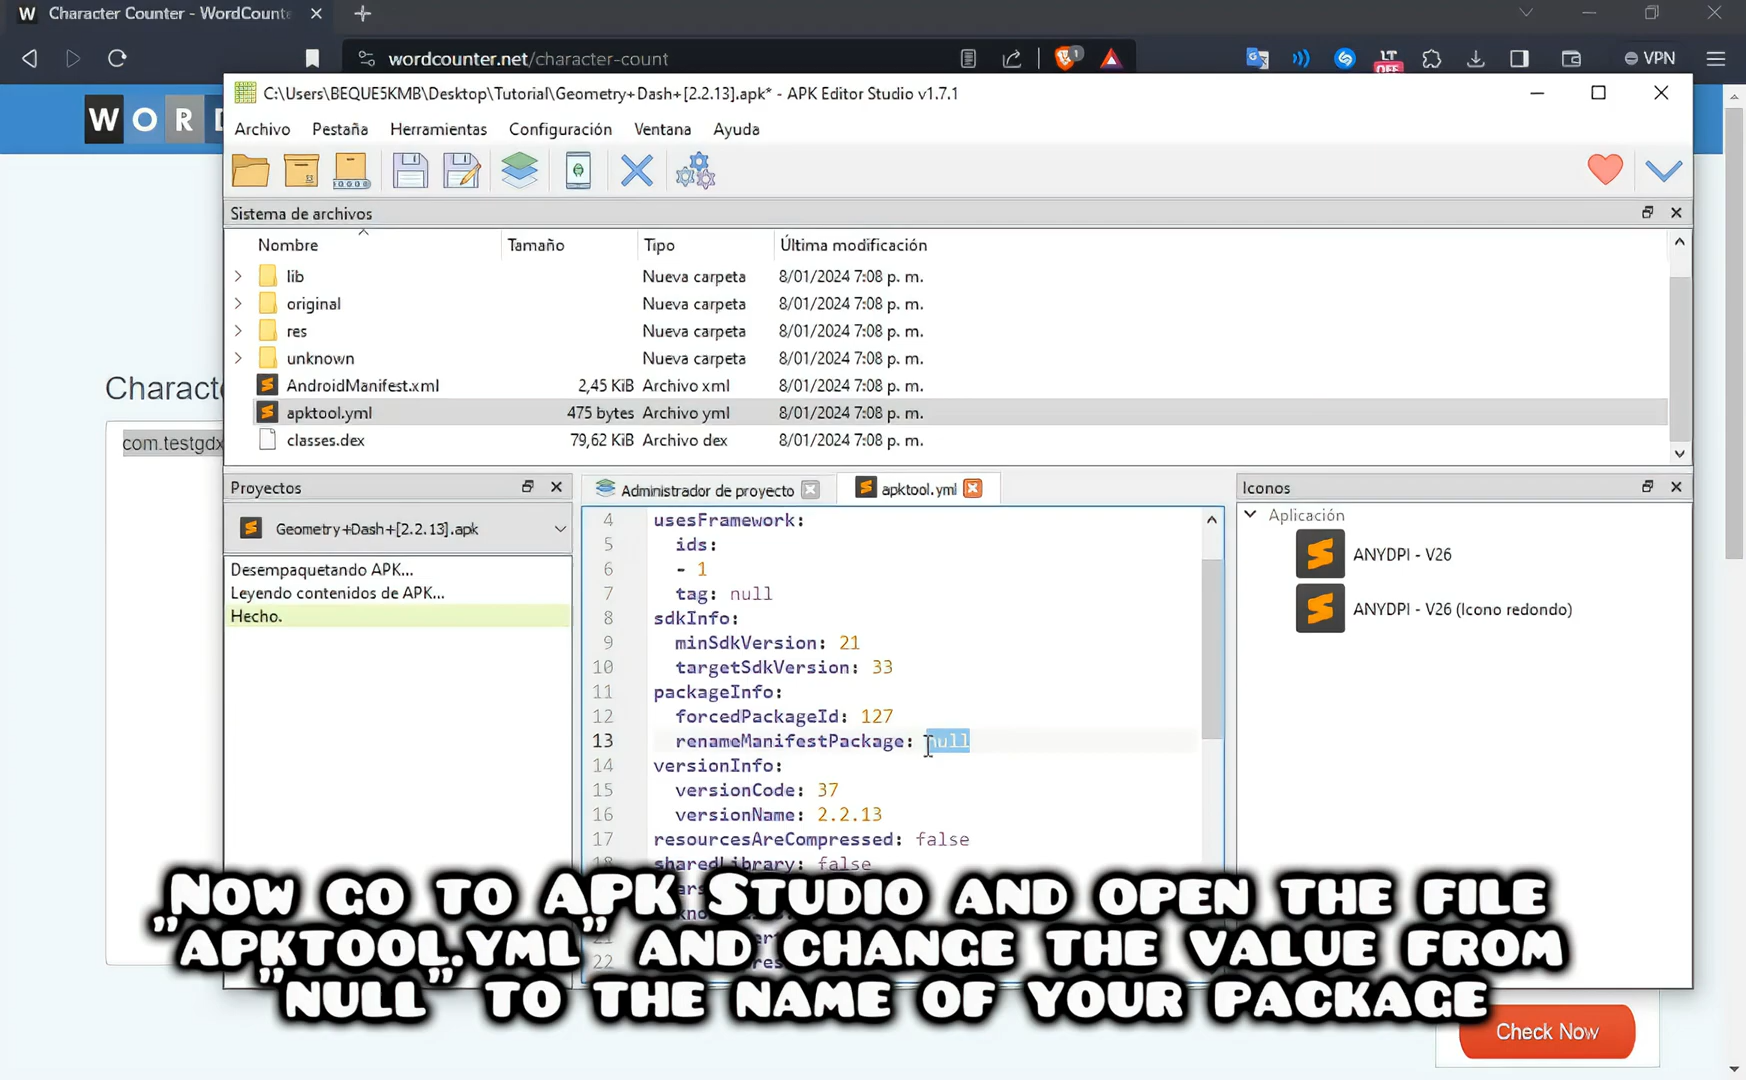 Character Counter - WordCounte
wordcounter.net/character-count
1
OFF
VPN
W O R D
C:\Users\BEQUE5KMB\Desktop\Tutorial\Geometry+Dash+[2.2.13].apk* - APK Editor Studio v1.7.1
Archivo Pestaña Herramientas Configuración Ventana Ayuda
Sistema de archivos
Nombre Tamaño Tipo Última modificación
lib Nueva carpeta 8/01/2024 7:08 p. m.
original Nueva carpeta 8/01/2024 7:08 p. m.
res Nueva carpeta 8/01/2024 7:08 p. m.
unknown Nueva carpeta 8/01/2024 7:08 p. m.
AndroidManifest.xml 2,45 KiB Archivo xml 8/01/2024 7:08 p. m.
apktool.yml 475 bytes Archivo yml 8/01/2024 7:08 p. m.
classes.dex 79,62 KiB Archivo dex 8/01/2024 7:08 p. m.
Characte
com.testgdx
Proyectos
Geometry+Dash+[2.2.13].apk
Desempaquetando APK...
Leyendo contenidos de APK...
Hecho.
Administrador de proyecto apktool.yml
4 usesFramework:
5 ids:
6 - 1
7 tag: null
8 sdkInfo:
9 minSdkVersion: 21
10 targetSdkVersion: 33
11 packageInfo:
12 forcedPackageId: 127
13 renameManifestPackage: null
14 versionInfo:
15 versionCode: 37
16 versionName: 2.2.13
17 resourcesAreCompressed: false
18 sharedLibrary: false
22
Iconos
Aplicación
ANYDPI - V26
ANYDPI - V26 (Icono redondo)
Now go to APK Studio and open the file
"apktool.yml" and change the value from
"null" to the name of your package
Check Now